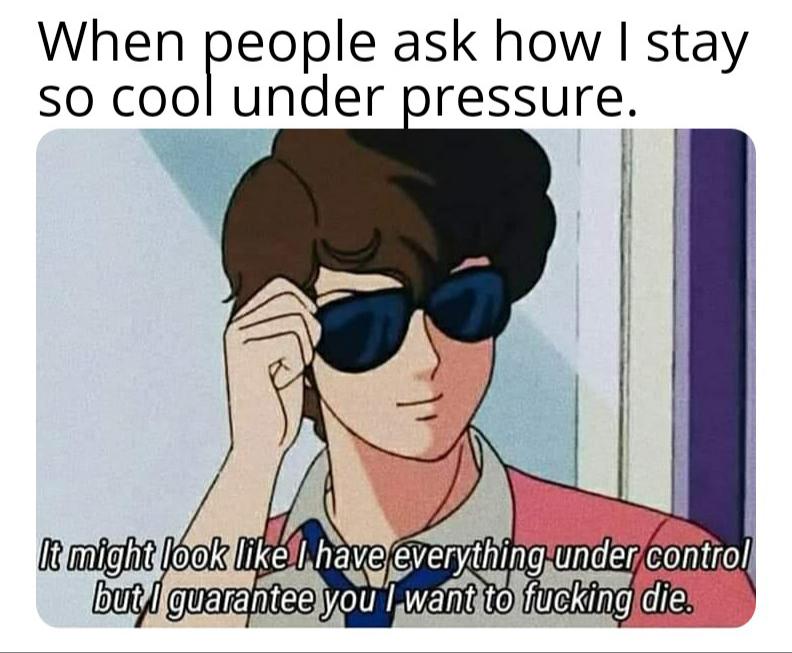 When people ask how I stay
so cool under pressure.
It might look like I have everything under control
but I guarantee you I want to fucking die.